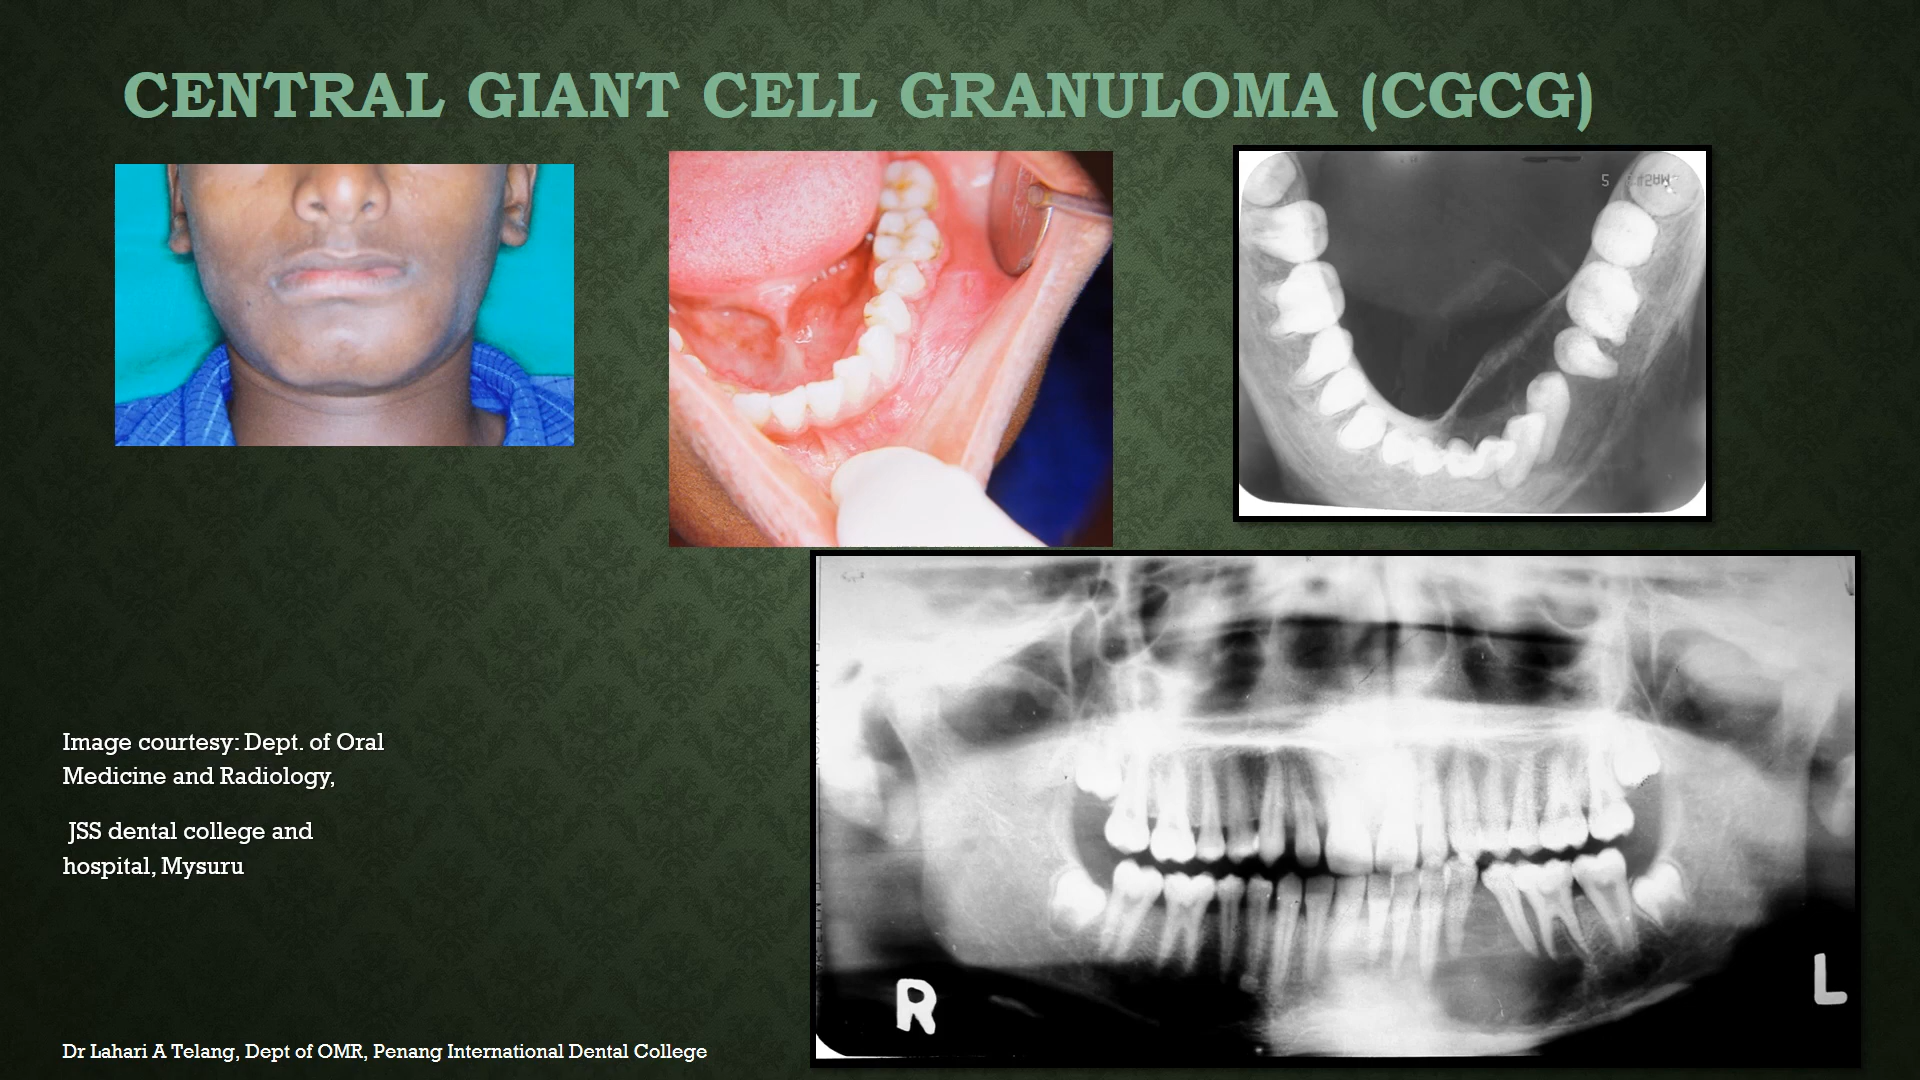 CENTRAL GIANT CELL GRANULOMA (CGCG)
5
R
L
Image courtesy: Dept. of Oral
Medicine and Radiology,
JSS dental college and
hospital, Mysuru
Dr Lahari A Telang, Dept of OMR, Penang International Dental College